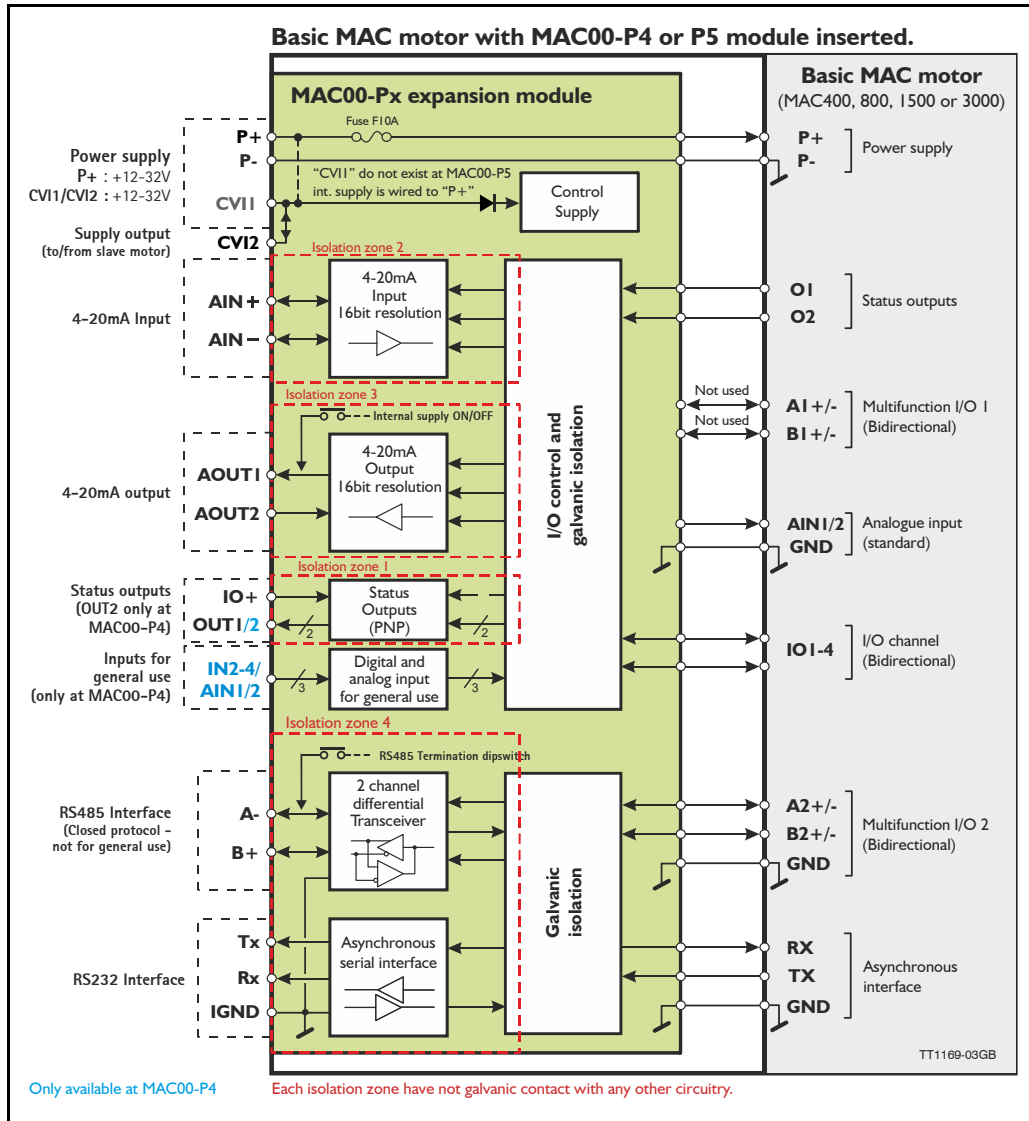 Basic MAC motor with MAC00-P4 or P5 module inserted.
MAC00-Px expansion module
Basic MAC motor
(MAC400, 800, 1500 or 3000)
Fuse F10A
Power supply
P+ : +12-32V
CVI1/CVI2 : +12-32V
P+
P-
CVI1
CVI2
"CVI1" do not exist at MAC00-P5
int. supply is wired to "P+"
Control
Supply
P+
P-
Power supply
Supply output
(to/from slave motor)
Isolation zone 2
4-20mA Input
AIN+
AIN-
4-20mA
Input
16bit resolution
I/O control and
galvanic isolation
O1
O2
Status outputs
Isolation zone 3
Internal supply ON/OFF
4-20mA output
AOUT1
AOUT2
4-20mA
Output
16bit resolution
Not used
Not used
A1+/-
B1+/-
Multifunction I/O 1
(Bidirectional)
AIN1/2
GND
Analogue input
(standard)
Isolation zone 1
Status outputs
(OUT2 only at
MAC00-P4)
IO+
OUT1/2
2
Status
Outputs
(PNP)
2
Inputs for
general use
(only at MAC00-P4)
IN2-4/
AIN1/2
3
Digital and
analog input
for general use
3
IO1-4
I/O channel
(Bidirectional)
Isolation zone 4
RS485 Termination dipswitch
RS485 Interface
(Closed protocol -
not for general use)
A-
B+
2 channel
differential
Transceiver
Galvanic
isolation
A2+/-
B2+/-
GND
Multifunction I/O 2
(Bidirectional)
RS232 Interface
Tx
Rx
IGND
Asynchronous
serial interface
RX
TX
GND
Asynchronous
interface
TT1169-03GB
Only available at MAC00-P4
Each isolation zone have not galvanic contact with any other circuitry.